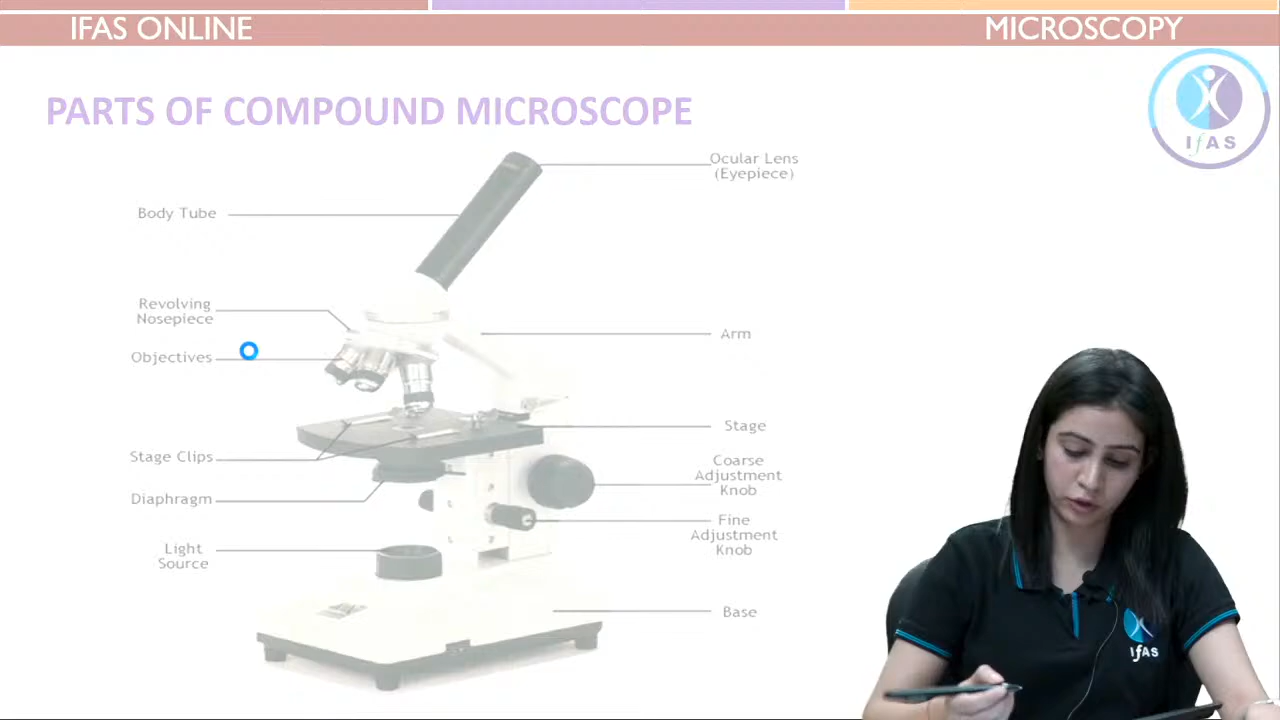 IFAS ONLINE
MICROSCOPY
IfAS
PARTS OF COMPOUND MICROSCOPE
Ocular Lens
(Eyepiece)
Body Tube
Revolving
Nosepiece
Arm
Objectives
Stage
Stage Clips
Coarse
Adjustment
Knob
Diaphragm
Fine
Adjustment
Knob
Light
Source
Base
IfAS